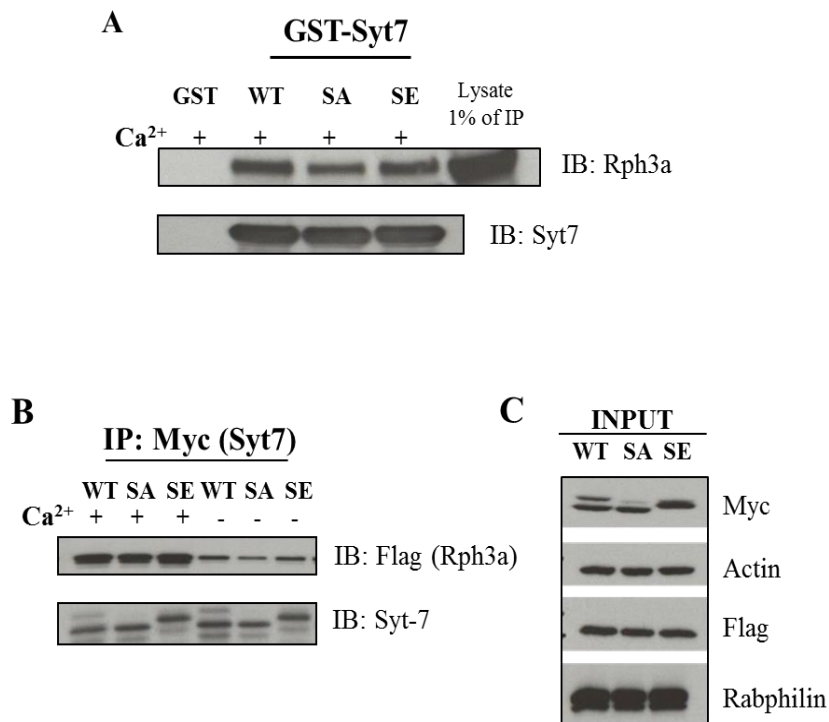 A
GST-Syt7
GST WT SA SE Lysate
1% of IP
Ca2+ + + + +
IB: Rph3a
IB: Syt7
B
IP: Myc (Syt7)
WT SA SE WT SA SE
Ca2+ + + + - - -
IB: Flag (Rph3a)
IB: Syt-7
C
INPUT
WT SA SE
Myc
Actin
Flag
Rabphilin